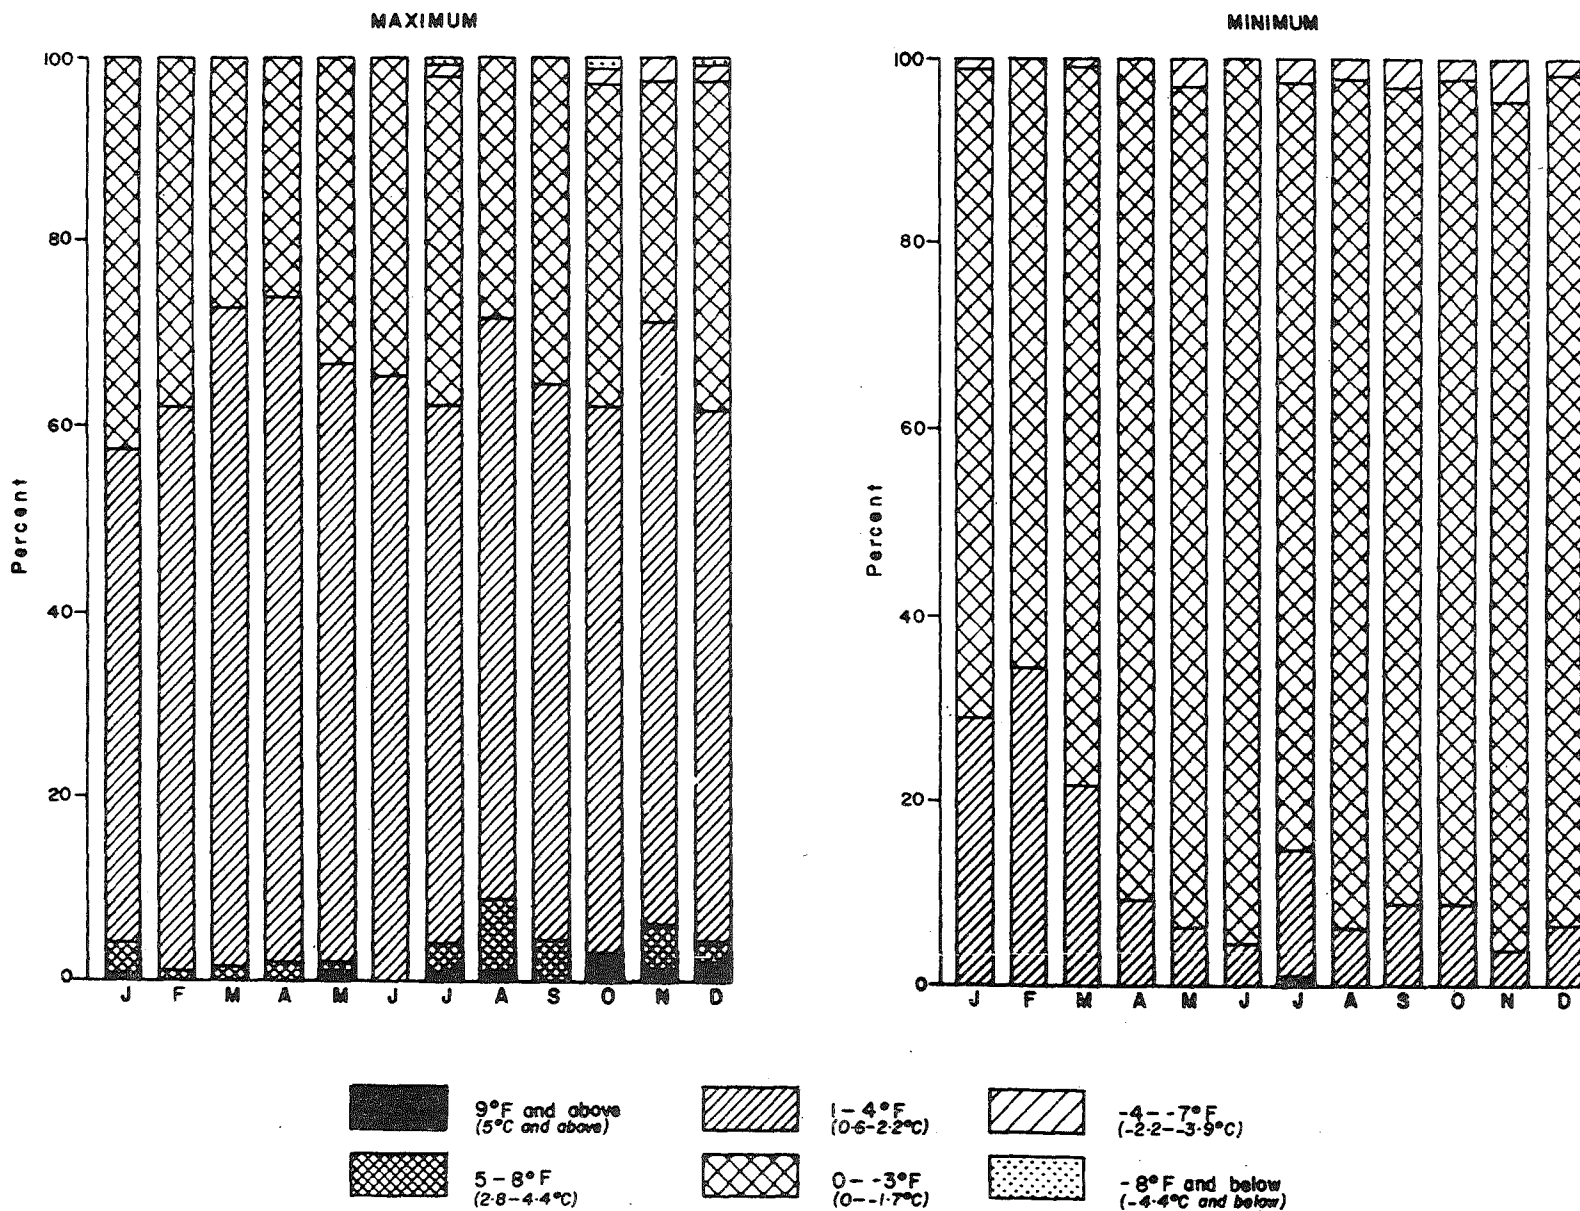 MAXIMUM
MINIMUM
100
80
60
40
20
0
Percent
J F M A M J J A S O N D
100
80
60
40
20
0
Percent
J F M A M J J A S O N D
9°F and above
(5°C and above)
1-4°F
(0·6-2·2°C)
-4--7°F
(-2·2--3·9°C)
5-8°F
(2·8-4·4°C)
0--3°F
(0--1·7°C)
-8°F and below
(-4·4°C and below)